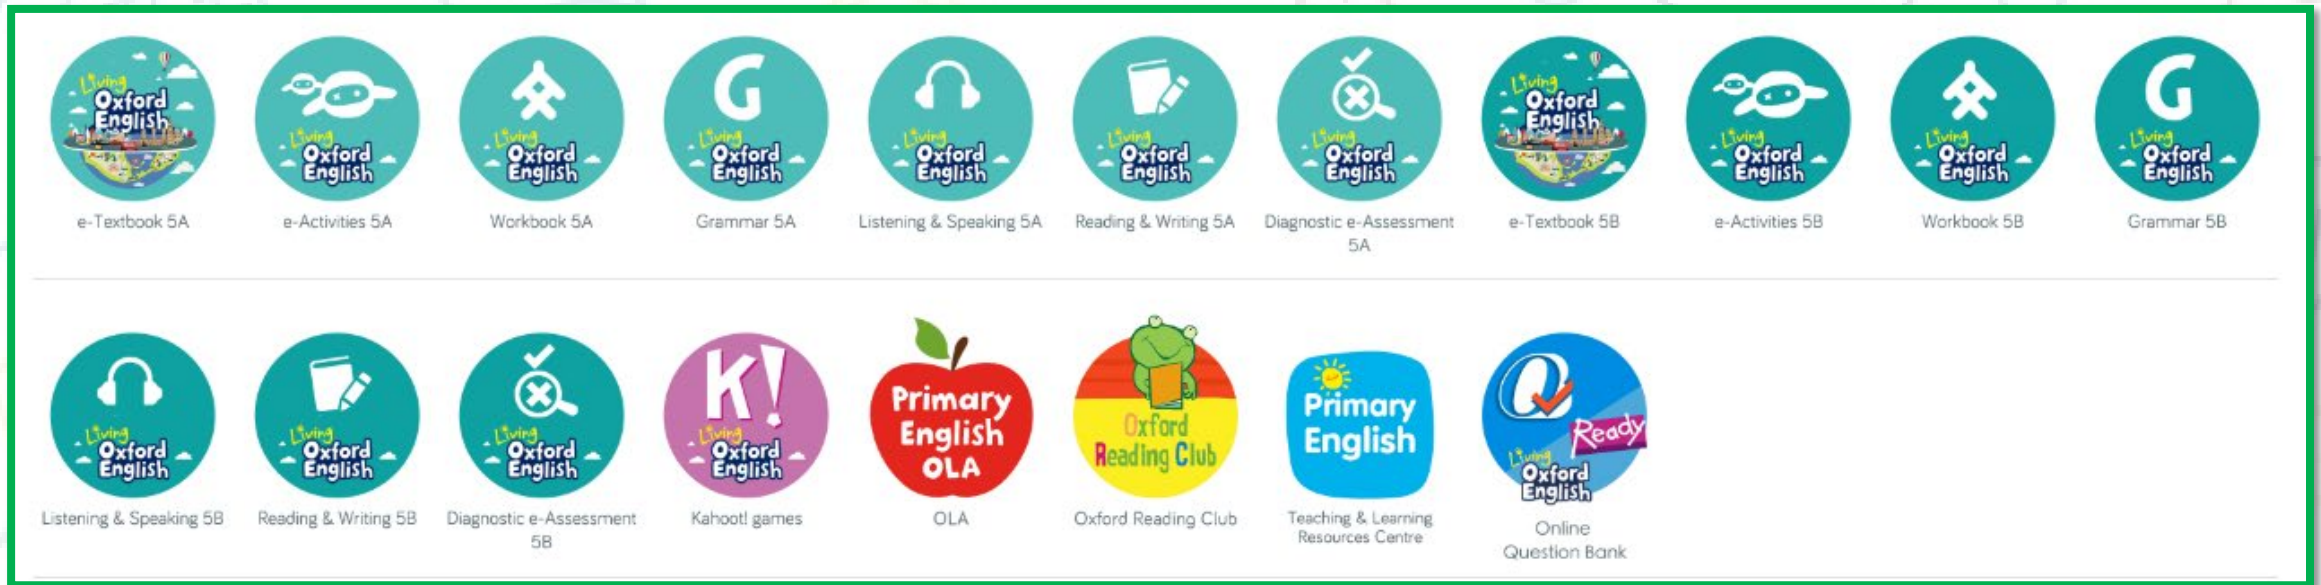 Living
Oxford
English
Living
Oxford
English
Living
Oxford
English
G
Living
Oxford
English
Living
Oxford
English
Living
Oxford
English
Living
Oxford
English
Living
Oxford
English
Living
Oxford
English
Living
Oxford
English
G
Living
Oxford
English
e-Textbook 5A
e-Activities 5A
Workbook 5A
Grammar 5A
Listening & Speaking 5A
Reading & Writing 5A
Diagnostic e-Assessment
5A
e-Textbook 5B
e-Activities 5B
Workbook 5B
Grammar 5B
Living
Oxford
English
Living
Oxford
English
Living
Oxford
English
K!
Living
Oxford
English
Primary
English
OLA
Oxford
Reading Club
Primary
English
Q
Ready
Living
Oxford
English
Listening & Speaking 5B
Reading & Writing 5B
Diagnostic e-Assessment
5B
Kahoot! games
OLA
Oxford Reading Club
Teaching & Learning
Resources Centre
Online
Question Bank